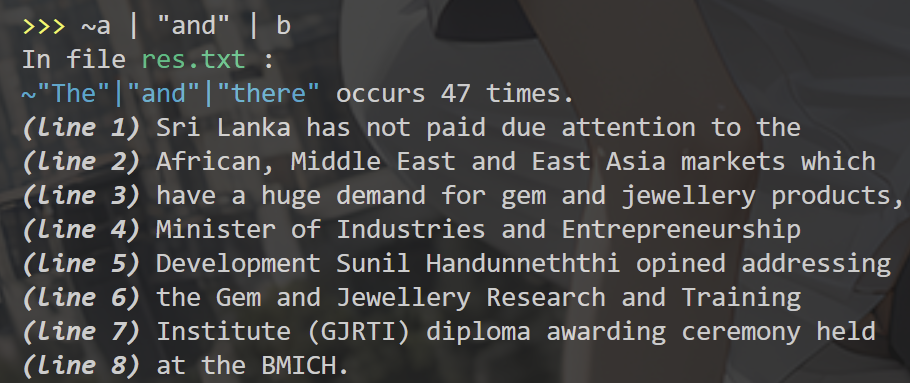 >>> ~a | "and" | b
In file res.txt :
~"The"|"and"|"there" occurs 47 times.
(line 1) Sri Lanka has not paid due attention to the
(line 2) African, Middle East and East Asia markets which
(line 3) have a huge demand for gem and jewellery products,
(line 4) Minister of Industries and Entrepreneurship
(line 5) Development Sunil Handunneththi opined addressing
(line 6) the Gem and Jewellery Research and Training
(line 7) Institute (GJRTI) diploma awarding ceremony held
(line 8) at the BMICH.